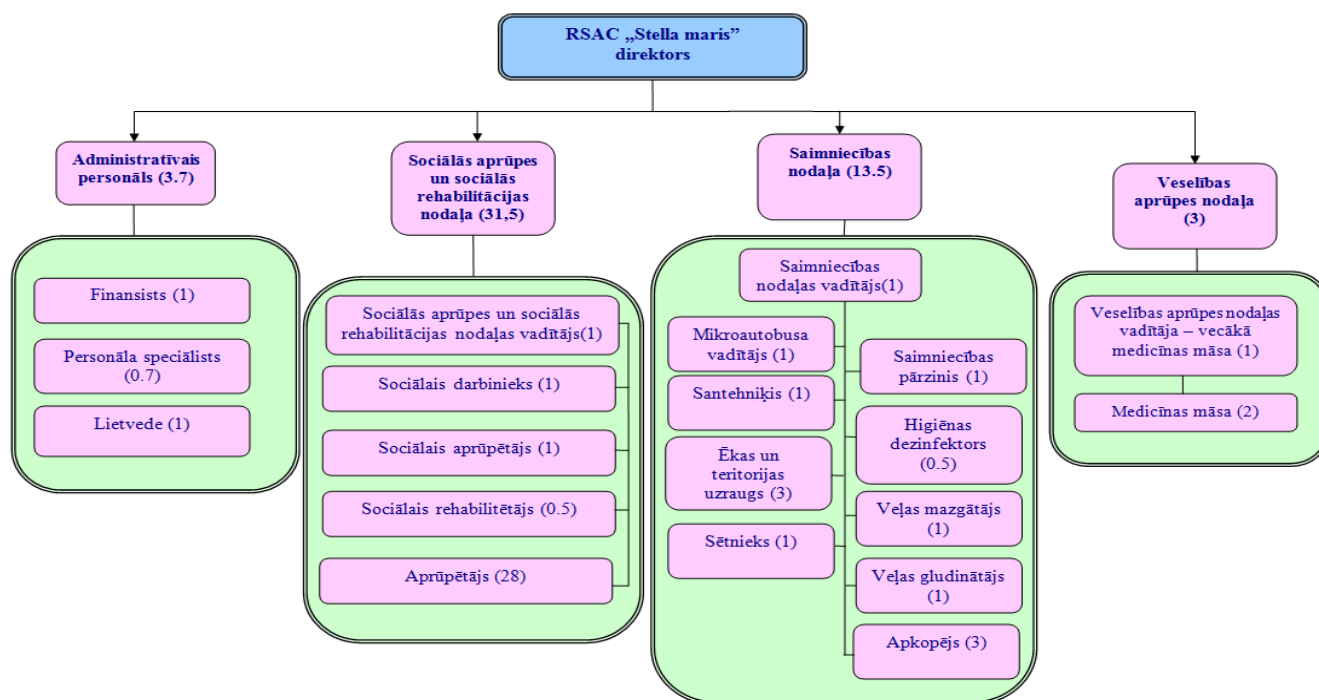 RSAC „Stella maris”
direktors
Administratīvais
personāls (3.7)
Finansists (1)
Personāla speciālists
(0.7)
Lietvede (1)
Sociālās aprūpes
un sociālās
rehabilitācijas
nodaļa (31,5)
Sociālās aprūpes un sociālās
rehabilitācijas nodaļas vadītājs(1)
Sociālais darbinieks (1)
Sociālais aprūpētājs (1)
Sociālais rehabilitētājs (0.5)
Aprūpētājs (28)
Saimniecības
nodaļa (13.5)
Saimniecības
nodaļas vadītājs(1)
Mikroautobusa
vadītājs (1)
Santehniķis (1)
Ēkas un
teritorijas
uzraugs (3)
Sētnieks (1)
Saimniecības
pārzinis (1)
Higiēnas
dezinfektors
(0.5)
Veļas mazgātājs
(1)
Veļas gludinātājs
(1)
Apkopējs (3)
Veselības
aprūpes nodaļa
(3)
Veselības aprūpes nodaļas
vadītāja – vecākā
medicīnas māsa (1)
Medicīnas māsa (2)